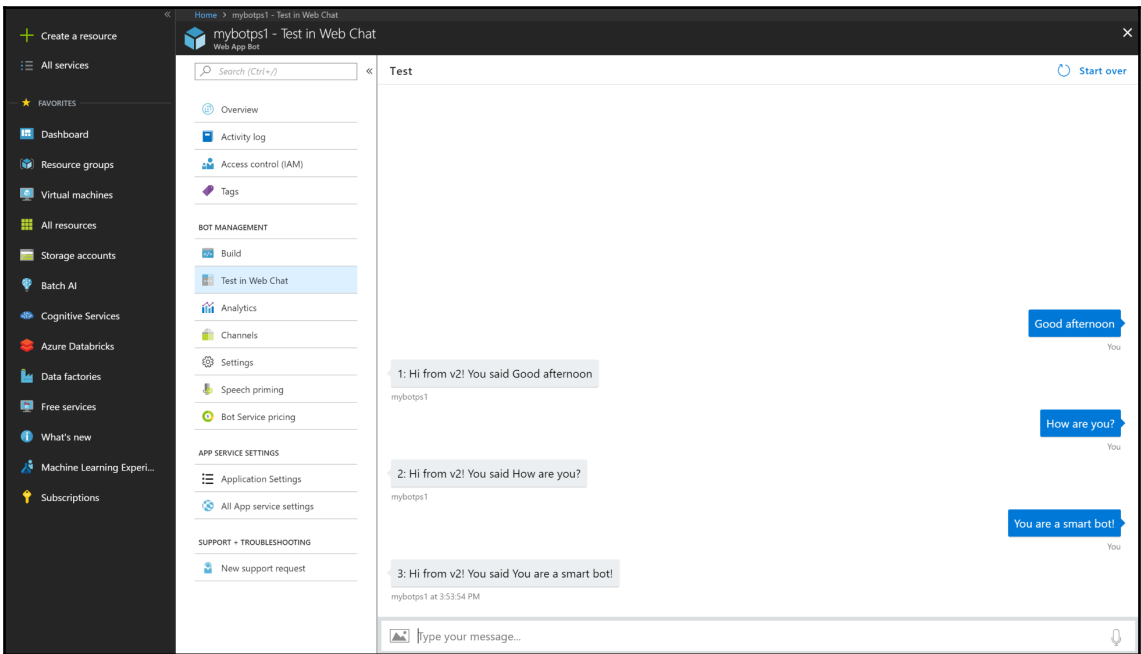 Home > mybotps1 - Test in Web Chat
mybotps1 - Test in Web Chat
Web App Bot
Create a resource
All services
FAVORITES
Dashboard
Resource groups
Virtual machines
All resources
Storage accounts
Batch AI
Cognitive Services
Azure Databricks
Data factories
Free services
What's new
Machine Learning Experi...
Subscriptions
Search (Ctrl+/)
Overview
Activity log
Access control (IAM)
Tags
BOT MANAGEMENT
Build
Test in Web Chat
Analytics
Channels
Settings
Speech priming
Bot Service pricing
APP SERVICE SETTINGS
Application Settings
All App service settings
SUPPORT + TROUBLESHOOTING
New support request
Test
Start over
Good afternoon
You
1: Hi from v2! You said Good afternoon
mybotps1
How are you?
You
2: Hi from v2! You said How are you?
mybotps1
You are a smart bot!
You
3: Hi from v2! You said You are a smart bot!
mybotps1 at 3:53:54 PM
Type your message...